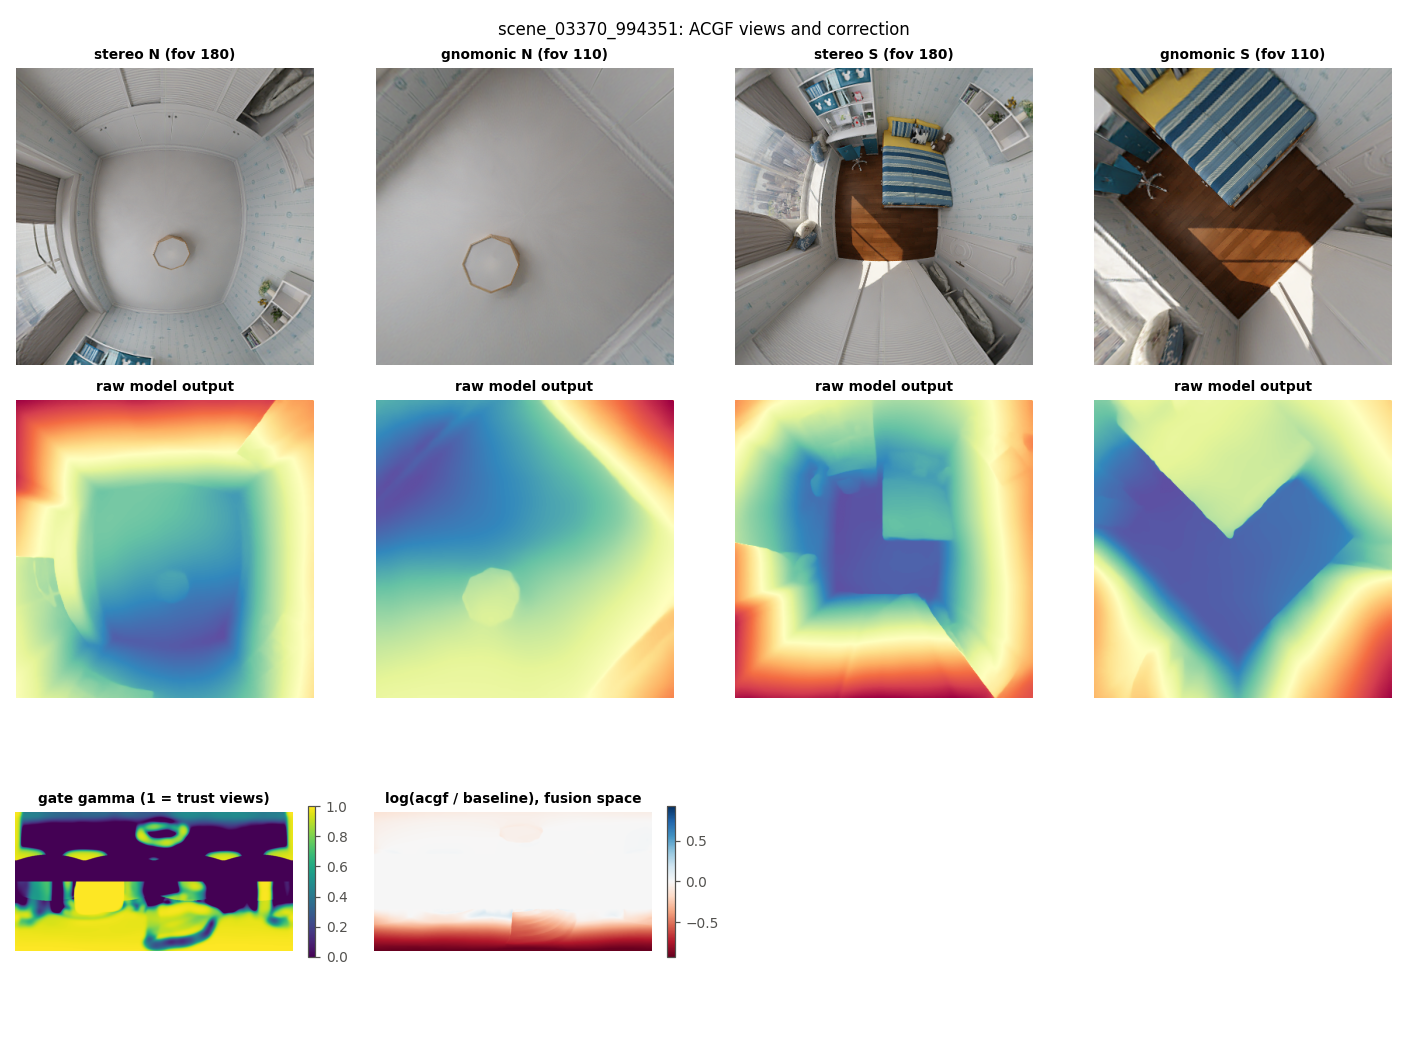 scene_03370_994351: ACGF views and correction
stereo N (fov 180)
gnomonic N (fov 110)
stereo S (fov 180)
gnomonic S (fov 110)
raw model output
raw model output
raw model output
raw model output
gate gamma (1 = trust views)
1.0
0.8
0.6
0.4
0.2
0.0
log(acgf / baseline), fusion space
0.5
0.0
−0.5